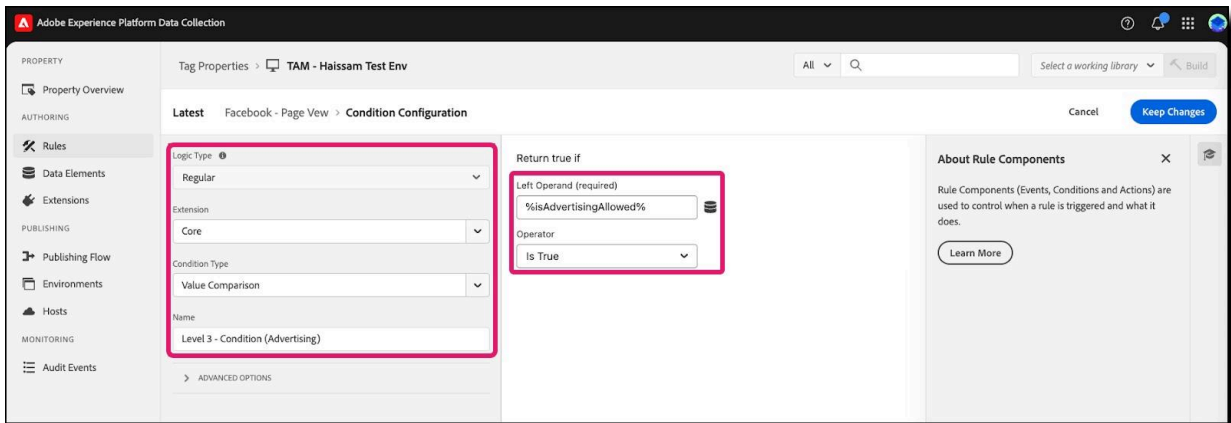 Adobe Experience Platform Data Collection
PROPERTY
Property Overview
AUTHORING
Rules
Data Elements
Extensions
PUBLISHING
Publishing Flow
Environments
Hosts
MONITORING
Audit Events
Tag Properties > TAM - Haissam Test Env
All
Select a working library
Build
Latest Facebook - Page Vew > Condition Configuration
Cancel
Keep Changes
Logic Type
Regular
Extension
Core
Condition Type
Value Comparison
Name
Level 3 - Condition (Advertising)
> ADVANCED OPTIONS
Return true if
Left Operand (required)
%isAdvertisingAllowed%
Operator
Is True
About Rule Components
Rule Components (Events, Conditions and Actions) are
used to control when a rule is triggered and what it
does.
Learn More